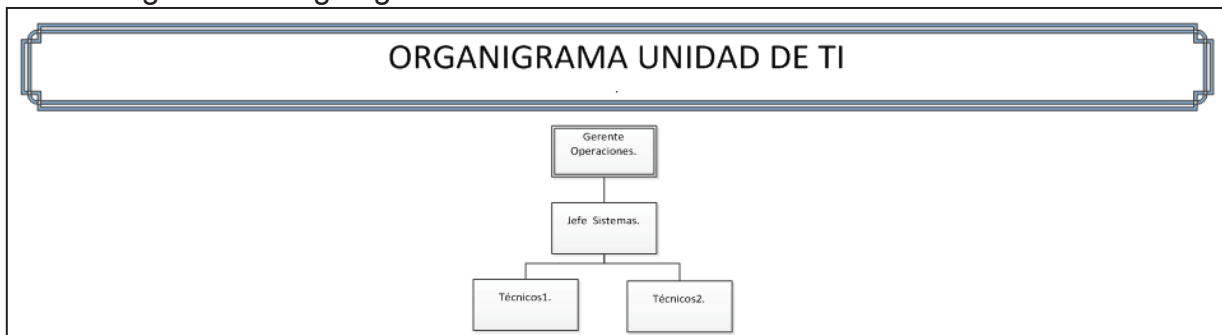 ORGANIGRAMA UNIDAD DE TI
.
Gerente
Operaciones.
Jefe Sistemas.
Técnicos1.
Técnicos2.